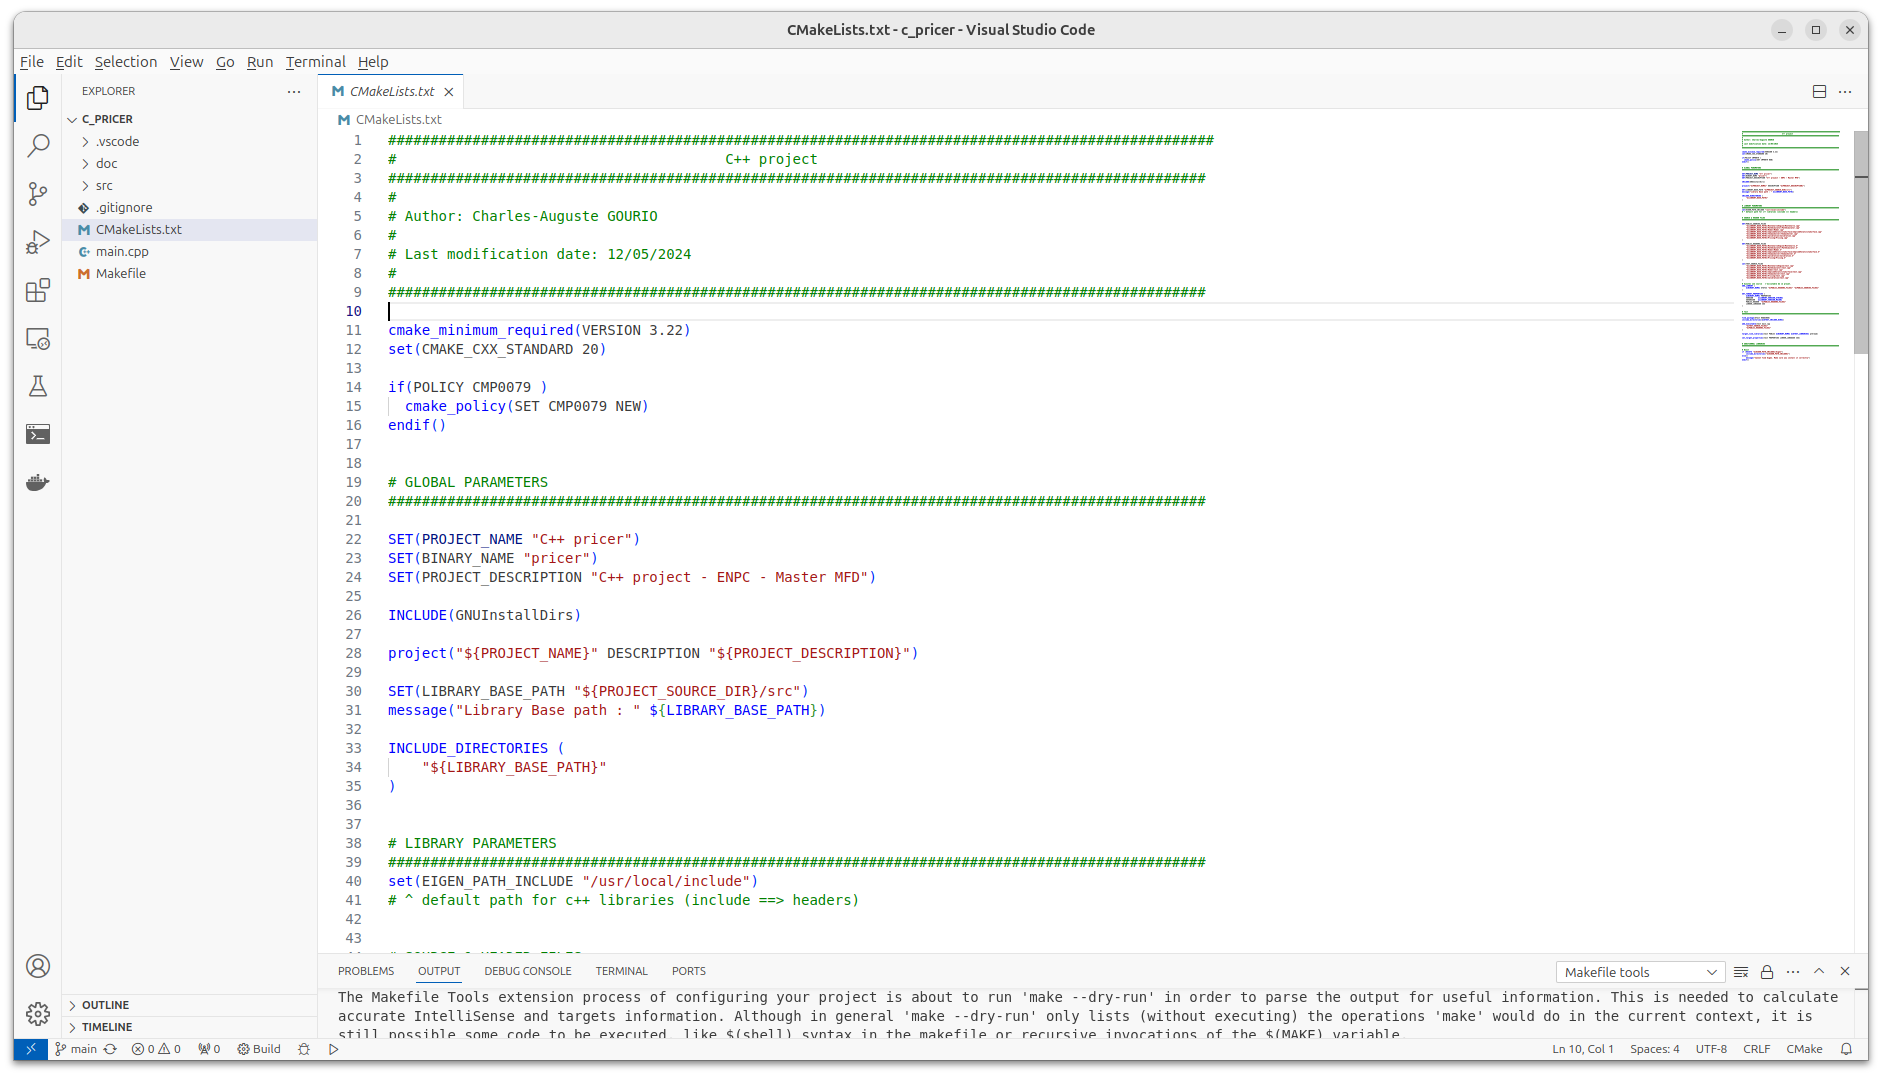 CMakeLists.txt - c_pricer - Visual Studio Code
File Edit Selection View Go Run Terminal Help
EXPLORER
C_PRICER
.vscode
doc
src
.gitignore
CMakeLists.txt
main.cpp
Makefile
OUTLINE
TIMELINE
CMakeLists.txt
CMakeLists.txt
1 ##################################################################################################
2 # C++ project
3 #################################################################################################
4 #
5 # Author: Charles-Auguste GOURIO
6 #
7 # Last modification date: 12/05/2024
8 #
9 #################################################################################################
10
11 cmake_minimum_required(VERSION 3.22)
12 set(CMAKE_CXX_STANDARD 20)
13
14 if(POLICY CMP0079 )
15 cmake_policy(SET CMP0079 NEW)
16 endif()
17
18
19 # GLOBAL PARAMETERS
20 #################################################################################################
21
22 SET(PROJECT_NAME "C++ pricer")
23 SET(BINARY_NAME "pricer")
24 SET(PROJECT_DESCRIPTION "C++ project - ENPC - Master MFD")
25
26 INCLUDE(GNUInstallDirs)
27
28 project("${PROJECT_NAME}" DESCRIPTION "${PROJECT_DESCRIPTION}")
29
30 SET(LIBRARY_BASE_PATH "${PROJECT_SOURCE_DIR}/src")
31 message("Library Base path : " ${LIBRARY_BASE_PATH})
32
33 INCLUDE_DIRECTORIES (
34 "${LIBRARY_BASE_PATH}"
35 )
36
37
38 # LIBRARY PARAMETERS
39 #################################################################################################
40 set(EIGEN_PATH_INCLUDE "/usr/local/include")
41 # ^ default path for c++ libraries (include ==> headers)
42
43
PROBLEMS OUTPUT DEBUG CONSOLE TERMINAL PORTS Makefile tools
The Makefile Tools extension process of configuring your project is about to run 'make --dry-run' in order to parse the output for useful information. This is needed to calculate
accurate IntelliSense and targets information. Although in general 'make --dry-run' only lists (without executing) the operations 'make' would do in the current context, it is
still possible some code to be executed, like $(shell) syntax in the makefile or recursive invocations of the $(MAKE) variable.
main 0 0 0 Build Ln 10, Col 1 Spaces: 4 UTF-8 CRLF CMake